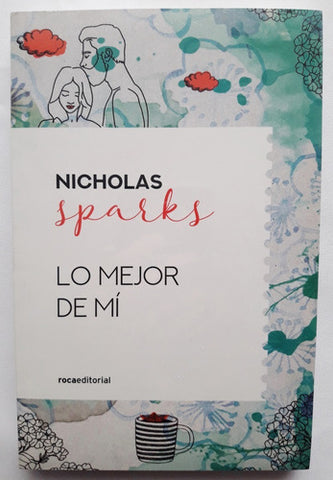 NICHOLAS
sparks
LO MEJOR
DE MÍ
rocaeditorial